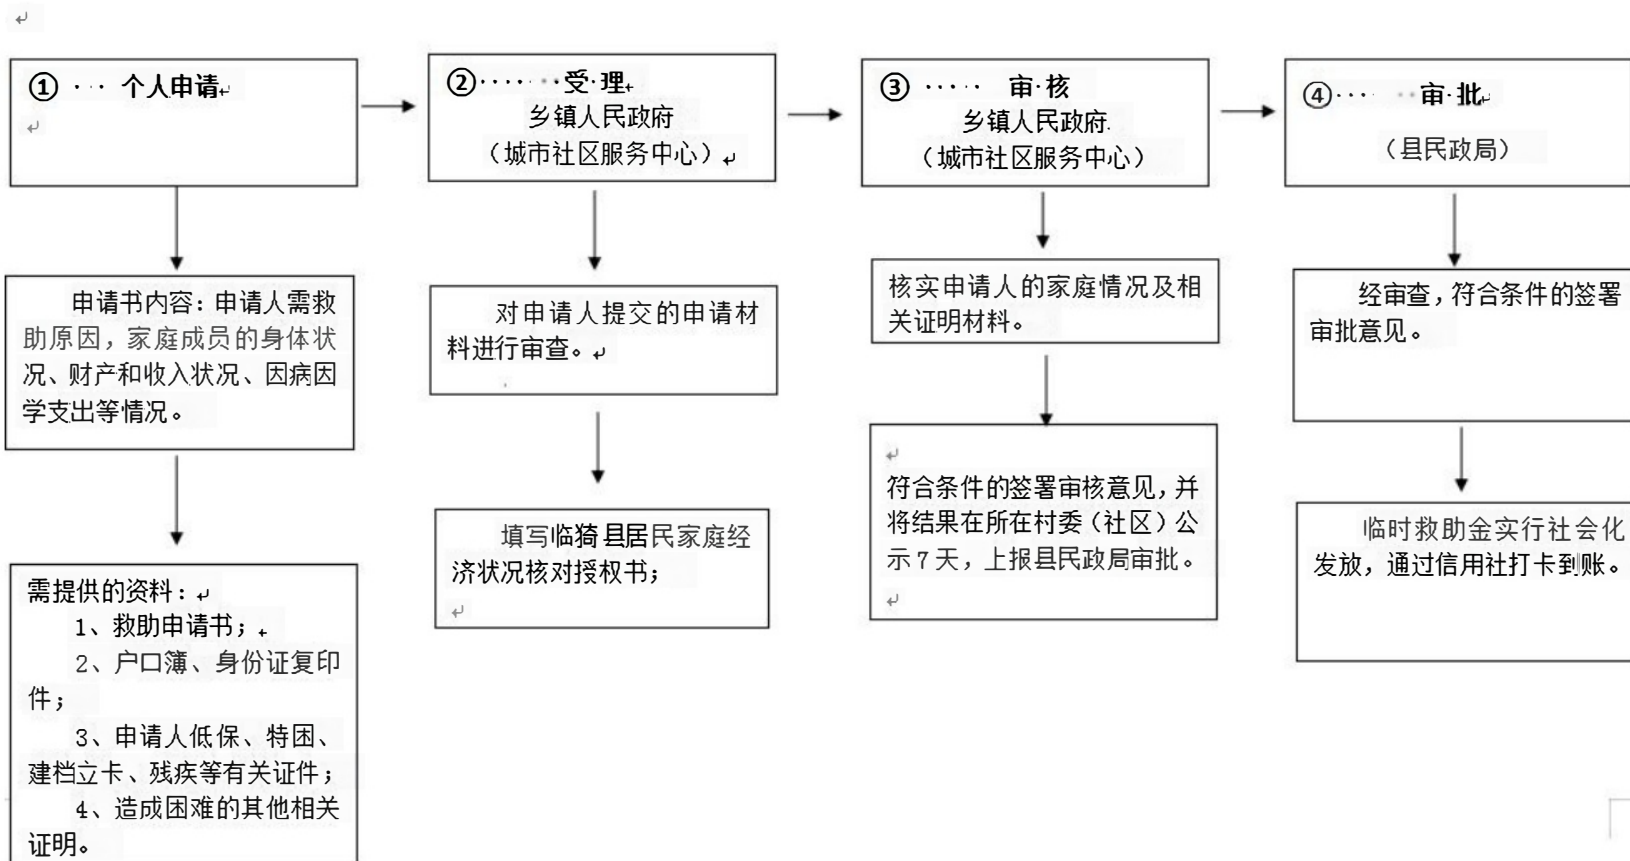 ① 个人申请
② 受理
乡镇人民政府
（城市社区服务中心）
③ 审核
乡镇人民政府
（城市社区服务中心）
④ 审批
（县民政局）
申请书内容：申请人需救
助原因，家庭成员的身体状
况、财产和收入状况、因病因
学支出等情况。
需提供的资料：
1、救助申请书；
2、户口簿、身份证复印
件；
3、申请人低保、特困、
建档立卡、残疾等有关证件；
4、造成困难的其他相关
证明。
对申请人提交的申请材
料进行审查。
填写临猗县居民家庭经
济状况核对授权书；
核实申请人的家庭情况及相
关证明材料。
符合条件的签署审核意见，并
将结果在所在村委（社区）公
示7天，上报县民政局审批。
经审查，符合条件的签署
审批意见。
临时救助金实行社会化
发放，通过信用社打卡到账。